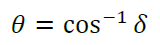 θ = cos⁻¹ δ